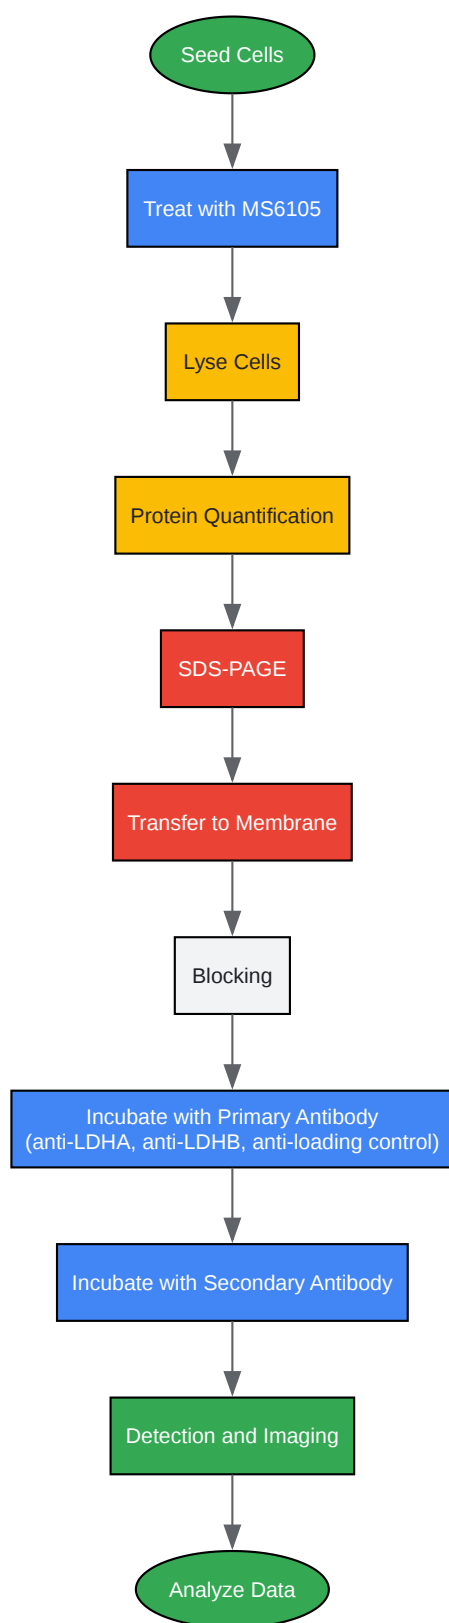 Seed Cells
Treat with MS6105
Lyse Cells
Protein Quantification
SDS-PAGE
Transfer to Membrane
Blocking
Incubate with Primary Antibody
(anti-LDHA, anti-LDHB, anti-loading control)
Incubate with Secondary Antibody
Detection and Imaging
Analyze Data